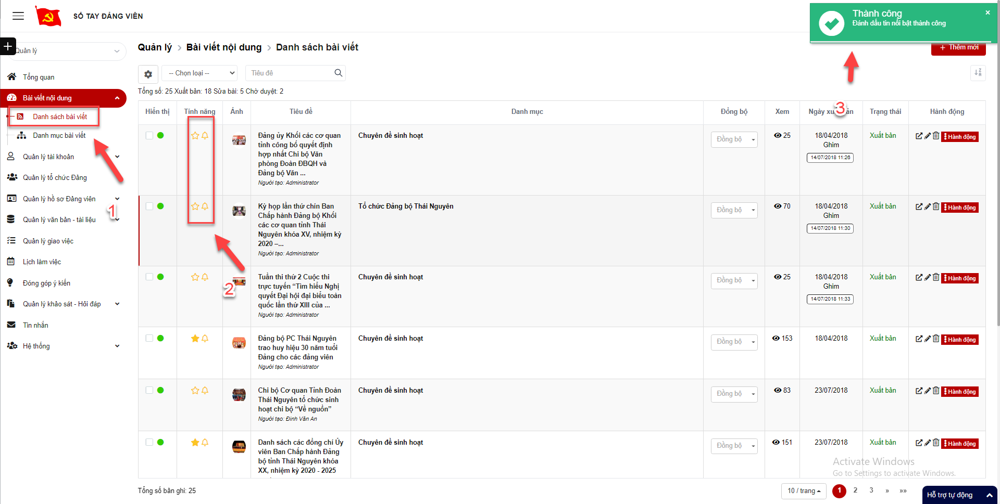 SỔ TAY ĐẢNG VIÊN
Thành công
Đánh dấu tin nổi bật thành công
×
Quản lý
Quản lý > Bài viết nội dung > Danh sách bài viết
+ Thêm mới
-- Chọn loại --
Tiêu đề
Tổng số: 25 Xuất bản: 18 Sửa bài: 5 Chờ duyệt: 2
Tổng quan
Bài viết nội dung
Danh sách bài viết
Danh mục bài viết
Quản lý tài khoản
Quản lý tổ chức Đảng
Quản lý hồ sơ Đảng viên
Quản lý văn bản - tài liệu
Quản lý giao việc
Lịch làm việc
Đóng góp ý kiến
Quản lý khảo sát - Hỏi đáp
Tin nhắn
Hệ thống
1
2
3
Hiển thị Tính năng Ảnh Tiêu đề Danh mục Đồng bộ Xem Trạng thái Hành động
Đảng ủy Khối các cơ quan
tỉnh công bố quyết định
hợp nhất Chi bộ Văn
phòng Đoàn ĐBQH và
Đảng bộ Văn ...
Người tạo: Administrator
Chuyên đề sinh hoạt
Đồng bộ
25
18/04/2018
Ghim
14/07/2018 11:26
Xuất bản
Hành động
Kỳ họp lần thứ chín Ban
Chấp hành Đảng bộ Khối
các cơ quan tỉnh Thái
Nguyên khóa XV, nhiệm kỳ
2020 –...
Người tạo: Administrator
Tổ chức Đảng bộ Thái Nguyên
Đồng bộ
70
18/04/2018
Ghim
14/07/2018 11:30
Xuất bản
Hành động
Tuần thi thứ 2 Cuộc thi
trực tuyến “Tìm hiểu Nghị
quyết Đại hội đại biểu toàn
quốc lần thứ XIII của ...
Người tạo: Administrator
Chuyên đề sinh hoạt
Đồng bộ
25
18/04/2018
Ghim
14/07/2018 11:33
Xuất bản
Hành động
Đảng bộ PC Thái Nguyên
trao huy hiệu 30 năm tuổi
Đảng cho các đảng viên
Người tạo: Administrator
Chuyên đề sinh hoạt
Đồng bộ
153
18/04/2018
Xuất bản
Hành động
Chi bộ Cơ quan Tỉnh Đoàn
Thái Nguyên tổ chức sinh
hoạt chi bộ “Về nguồn”
Người tạo: Đinh Văn An
Chuyên đề sinh hoạt
Đồng bộ
83
23/07/2018
Xuất bản
Hành động
Danh sách các đồng chí Ủy
viên Ban Chấp hành Đảng
bộ tỉnh Thái Nguyên khóa
XX, nhiệm kỳ 2020 - 2025
Chuyên đề sinh hoạt
Đồng bộ
151
23/07/2018
Xuất bản
Hành động
Activate Windows
Go to Settings to activate Windows.
Tổng số bản ghi: 25
10 / trang
1 2 3 » »»
Hỗ trợ tự động